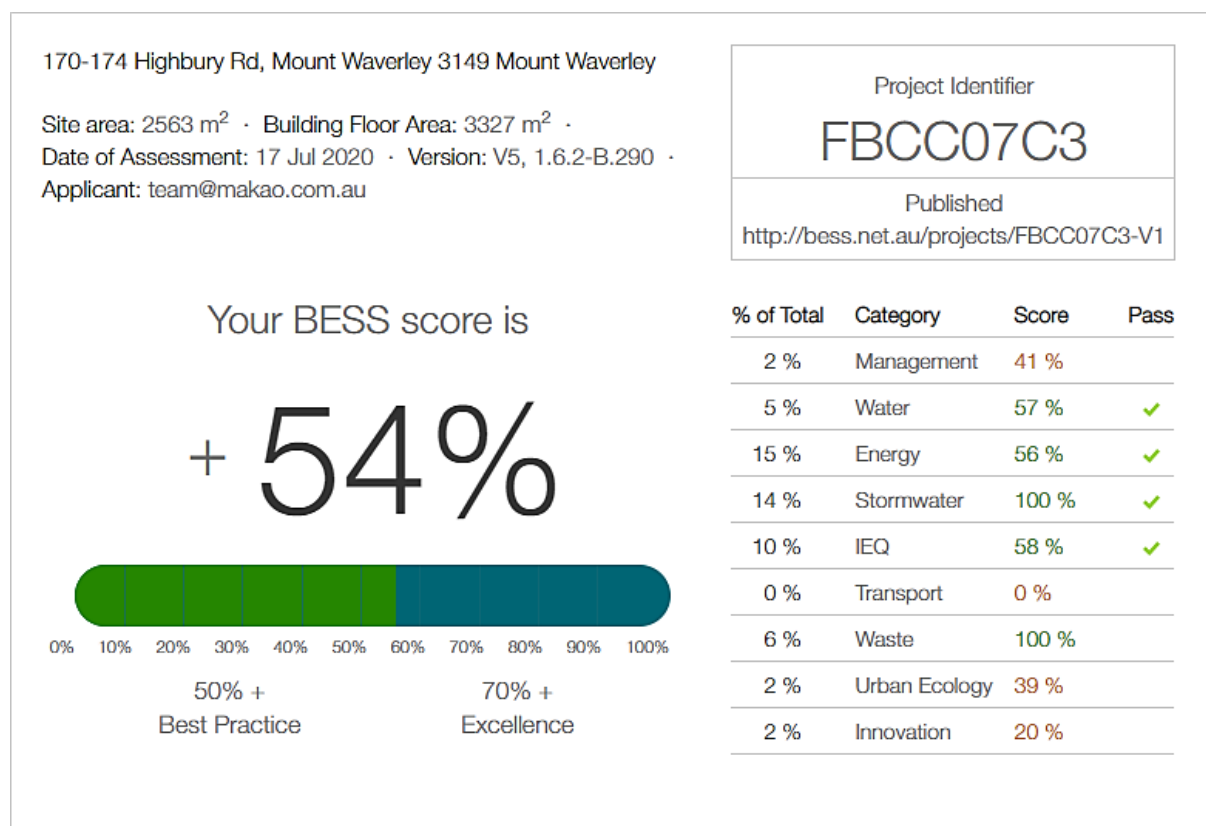 170-174 Highbury Rd, Mount Waverley 3149 Mount Waverley
Site area: 2563 m² · Building Floor Area: 3327 m² ·
Date of Assessment: 17 Jul 2020 · Version: V5, 1.6.2-B.290 ·
Applicant: team@makao.com.au
Project Identifier
FBCC07C3
Published
http://bess.net.au/projects/FBCC07C3-V1
Your BESS score is
+ 54%
0% 10% 20% 30% 40% 50% 60% 70% 80% 90% 100%
50% +
Best Practice
70% +
Excellence
% of Total Category Score Pass
2 % Management 41 %
5 % Water 57 % ✓
15 % Energy 56 % ✓
14 % Stormwater 100 % ✓
10 % IEQ 58 % ✓
0 % Transport 0 %
6 % Waste 100 %
2 % Urban Ecology 39 %
2 % Innovation 20 %